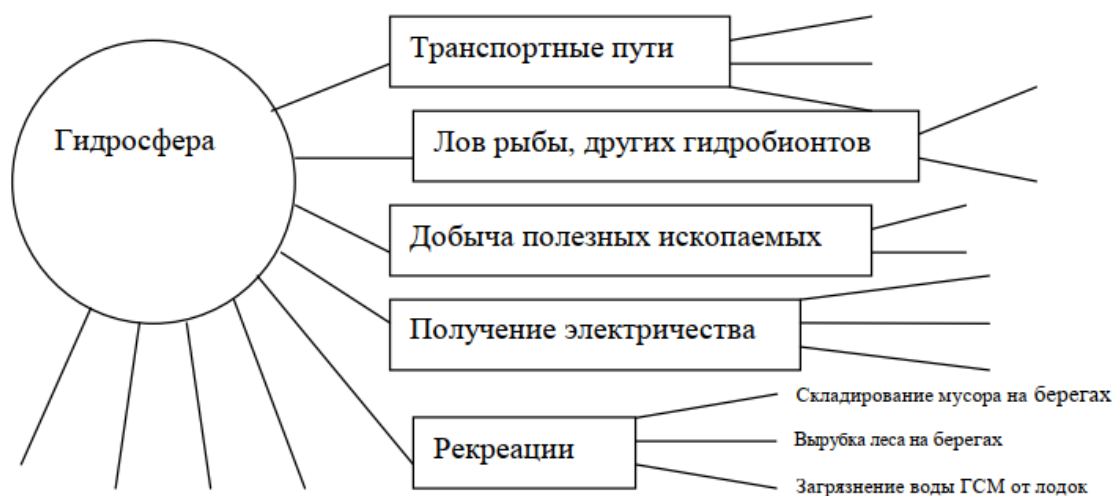 Транспортные пути
Гидросфера
Лов рыбы, других гидробионтов
Добыча полезных ископаемых
Получение электричества
Рекреации
Складирование мусора на берегах
Вырубка леса на берегах
Загрязнение воды ГСМ от лодок